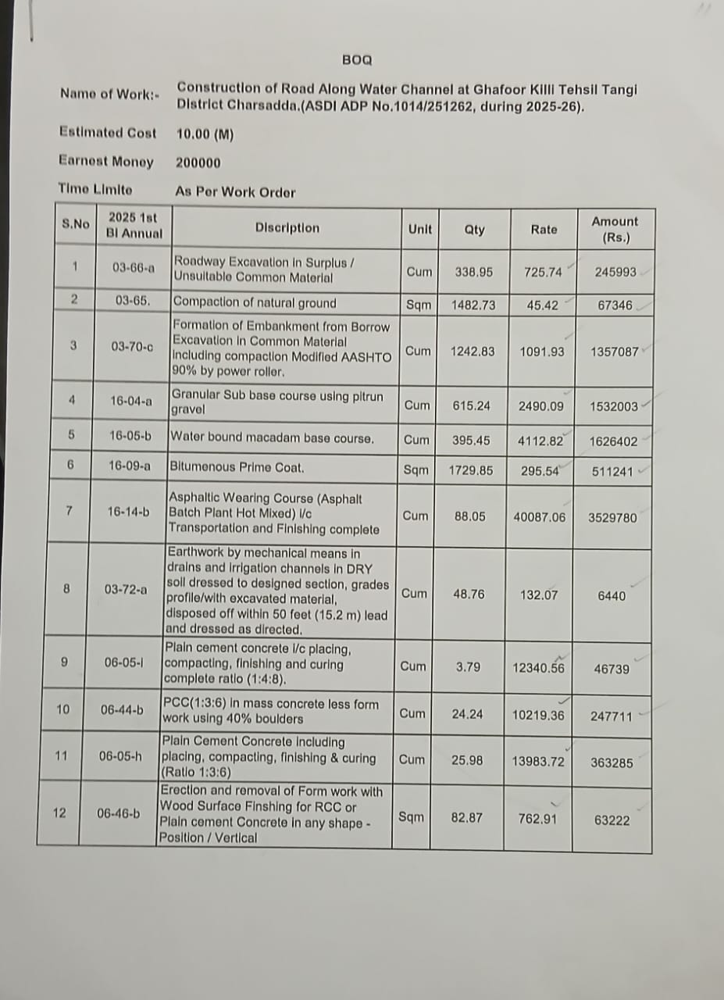 BOQ
Name of Work:- Construction of Road Along Water Channel at Ghafoor Killi Tehsil Tangi
District Charsadda.(ASDI ADP No.1014/251262, during 2025-26).
Estimated Cost 10.00 (M)
Earnest Money 200000
Time Limite As Per Work Order
S.No 2025 1st BI Annual Discription Unit Qty Rate Amount (Rs.)
1 03-66-a Roadway Excavation in Surplus /
Unsuitable Common Material Cum 338.95 725.74 245993
2 03-65. Compaction of natural ground Sqm 1482.73 45.42 67346
3 03-70-c Formation of Embankment from Borrow
Excavation in Common Material
including compaction Modified AASHTO
90% by power roller. Cum 1242.83 1091.93 1357087
4 16-04-a Granular Sub base course using pitrun
gravel Cum 615.24 2490.09 1532003
5 16-05-b Water bound macadam base course. Cum 395.45 4112.82 1626402
6 16-09-a Bitumenous Prime Coat. Sqm 1729.85 295.54 511241
7 16-14-b Asphaltic Wearing Course (Asphalt
Batch Plant Hot Mixed) i/c
Transportation and Finishing complete Cum 88.05 40087.06 3529780
8 03-72-a Earthwork by mechanical means in
drains and irrigation channels in DRY
soil dressed to designed section, grades
profile/with excavated material,
disposed off within 50 feet (15.2 m) lead
and dressed as directed. Cum 48.76 132.07 6440
9 06-05-i Plain cement concrete i/c placing,
compacting, finishing and curing
complete ratio (1:4:8). Cum 3.79 12340.56 46739
10 06-44-b PCC(1:3:6) in mass concrete less form
work using 40% boulders Cum 24.24 10219.36 247711
11 06-05-h Plain Cement Concrete including
placing, compacting, finishing & curing
(Ratio 1:3:6) Cum 25.98 13983.72 363285
12 06-46-b Erection and removal of Form work with
Wood Surface Finshing for RCC or
Plain cement Concrete in any shape -
Position / Vertical Sqm 82.87 762.91 63222